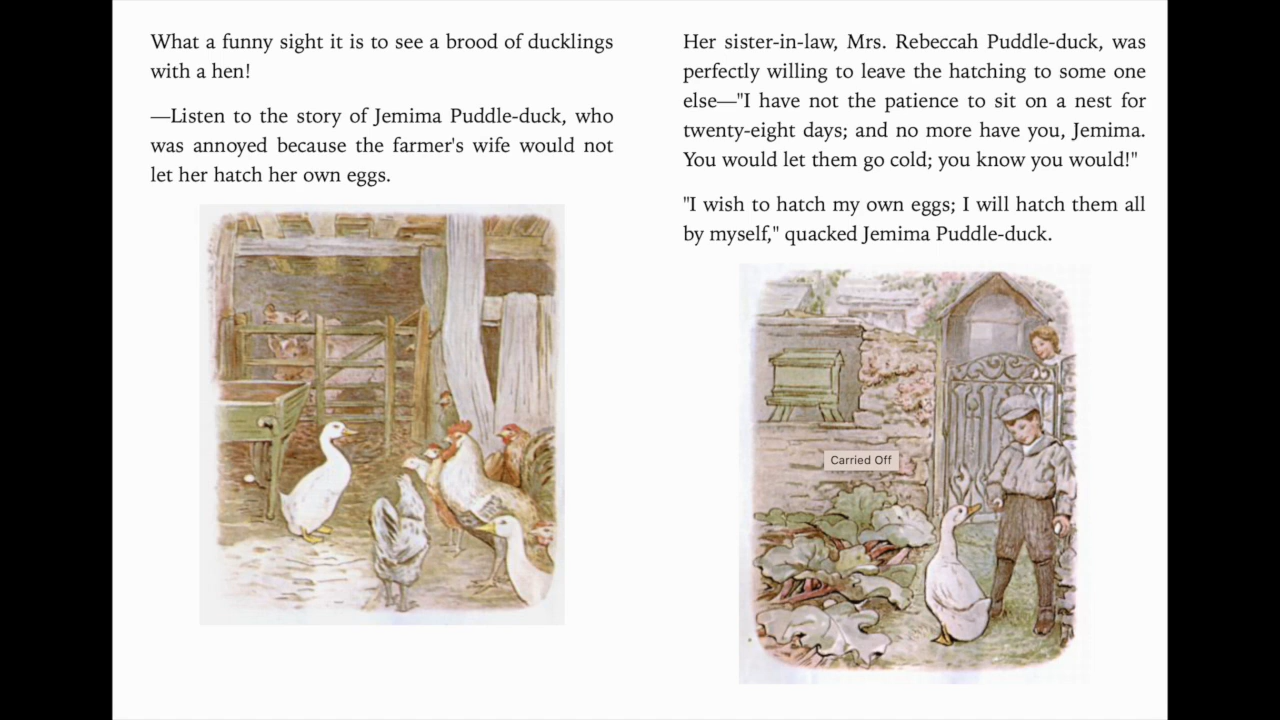 What a funny sight it is to see a brood of ducklings
with a hen!
—Listen to the story of Jemima Puddle-duck, who
was annoyed because the farmer's wife would not
let her hatch her own eggs.
Her sister-in-law, Mrs. Rebeccah Puddle-duck, was
perfectly willing to leave the hatching to some one
else—"I have not the patience to sit on a nest for
twenty-eight days; and no more have you, Jemima.
You would let them go cold; you know you would!"
"I wish to hatch my own eggs; I will hatch them all
by myself," quacked Jemima Puddle-duck.
Carried Off